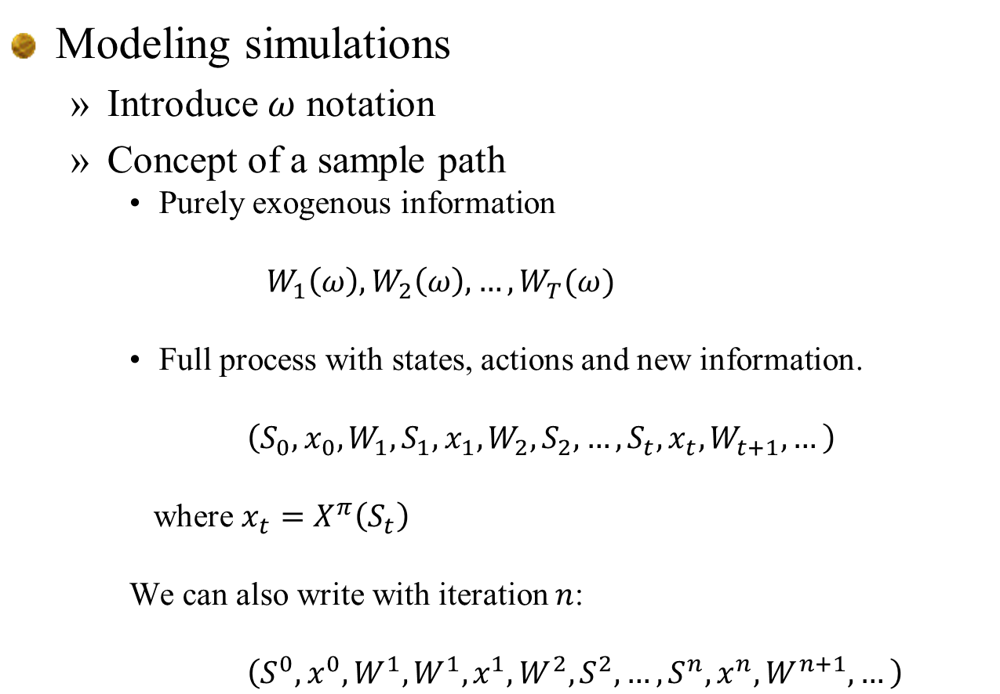 Modeling simulations
» Introduce ω notation
» Concept of a sample path
• Purely exogenous information
W₁(ω), W₂(ω), … , W_T(ω)
• Full process with states, actions and new information.
(S₀, x₀, W₁, S₁, x₁, W₂, S₂, … , S_t, x_t, W_{t+1}, … )
where x_t = X^π(S_t)
We can also write with iteration n:
(S⁰, x⁰, W¹, W¹, x¹, W², S², … , Sⁿ, xⁿ, Wⁿ⁺¹, … )